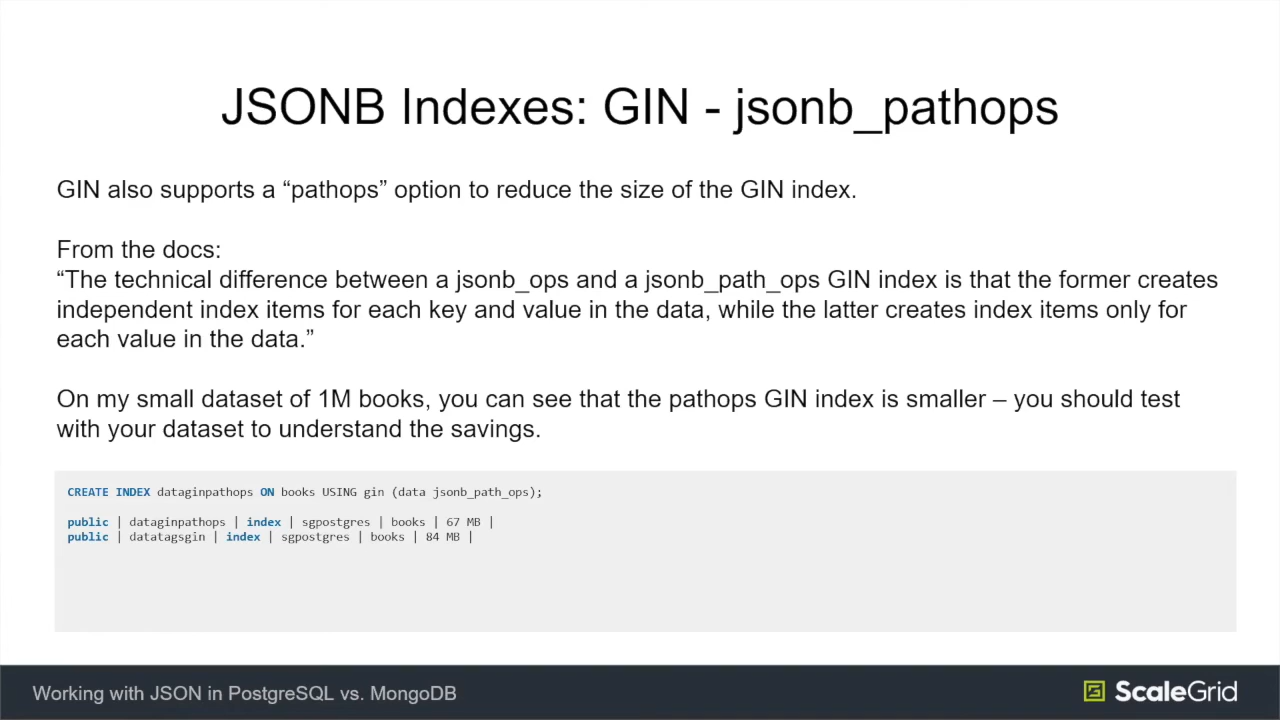 JSONB Indexes: GIN - jsonb_pathops
GIN also supports a “pathops” option to reduce the size of the GIN index.
From the docs:
“The technical difference between a jsonb_ops and a jsonb_path_ops GIN index is that the former creates
independent index items for each key and value in the data, while the latter creates index items only for
each value in the data.”
On my small dataset of 1M books, you can see that the pathops GIN index is smaller – you should test
with your dataset to understand the savings.
CREATE INDEX dataginpathops ON books USING gin (data jsonb_path_ops);
public | dataginpathops | index | sgpostgres | books | 67 MB |
public | datatagsgin | index | sgpostgres | books | 84 MB |
Working with JSON in PostgreSQL vs. MongoDB
ScaleGrid